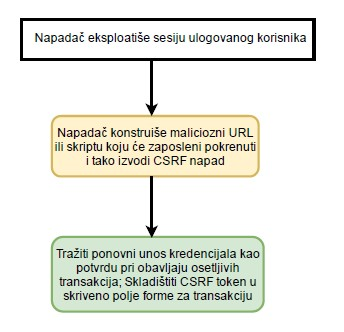 Napadač eksploatiše sesiju ulogovanog korisnika
Napadač konstruiše maliciozni URL
ili skriptu koju će zaposleni pokrenuti
i tako izvodi CSRF napad
Tražiti ponovni unos kredencijala kao
potvrdu pri obavljaju osetljivih
transakcija; Skladištiti CSRF token u
skriveno polje forme za transakciju